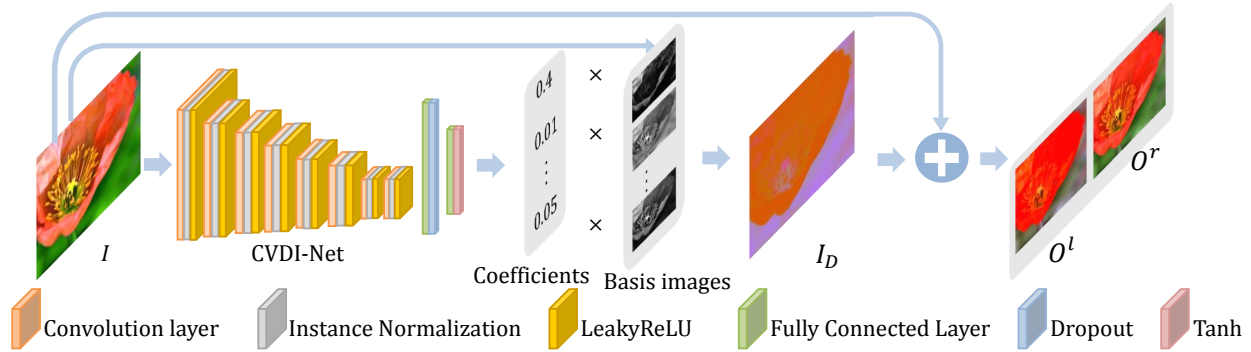 0.4 ×
0.01 ×
⋮ ⋮
0.05 ×
I CVDI-Net Coefficients Basis images I_D O^l O^r
Convolution layer Instance Normalization LeakyReLU Fully Connected Layer Dropout Tanh